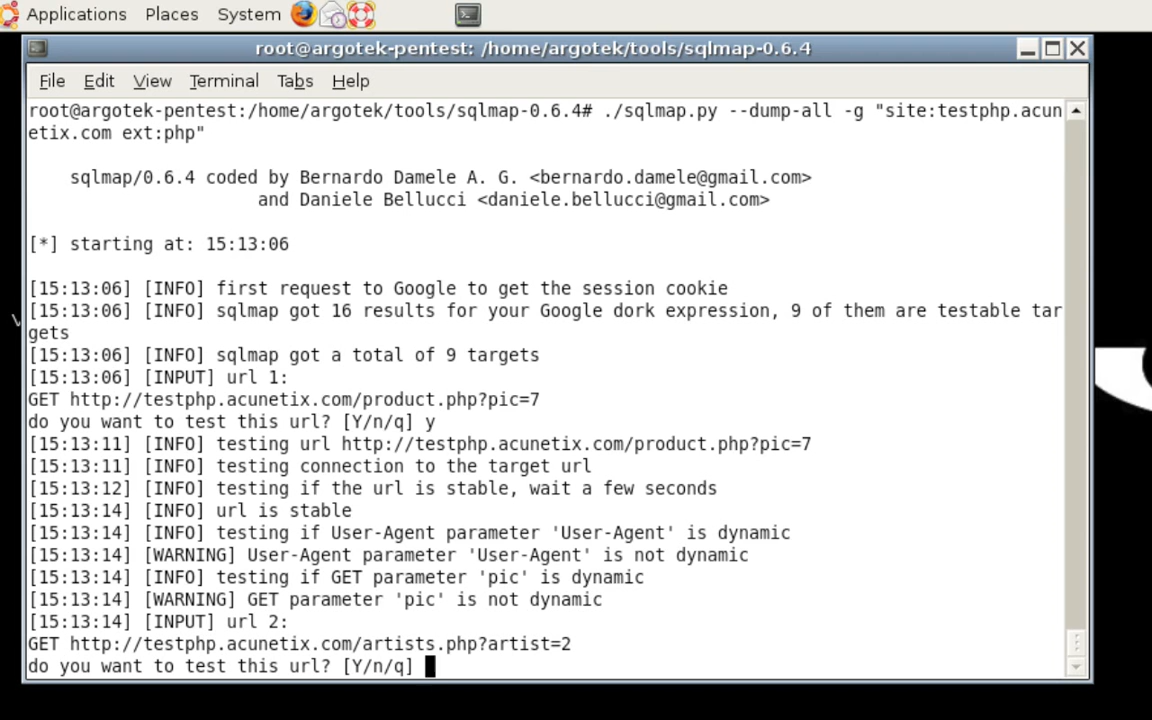 Applications Places System
root@argotek-pentest: /home/argotek/tools/sqlmap-0.6.4
File Edit View Terminal Tabs Help
root@argotek-pentest:/home/argotek/tools/sqlmap-0.6.4# ./sqlmap.py --dump-all -g "site:testphp.acun
etix.com ext:php"
sqlmap/0.6.4 coded by Bernardo Damele A. G. <bernardo.damele@gmail.com>
and Daniele Bellucci <daniele.bellucci@gmail.com>
[*] starting at: 15:13:06
[15:13:06] [INFO] first request to Google to get the session cookie
[15:13:06] [INFO] sqlmap got 16 results for your Google dork expression, 9 of them are testable tar
gets
[15:13:06] [INFO] sqlmap got a total of 9 targets
[15:13:06] [INPUT] url 1:
GET http://testphp.acunetix.com/product.php?pic=7
do you want to test this url? [Y/n/q] y
[15:13:11] [INFO] testing url http://testphp.acunetix.com/product.php?pic=7
[15:13:11] [INFO] testing connection to the target url
[15:13:12] [INFO] testing if the url is stable, wait a few seconds
[15:13:14] [INFO] url is stable
[15:13:14] [INFO] testing if User-Agent parameter 'User-Agent' is dynamic
[15:13:14] [WARNING] User-Agent parameter 'User-Agent' is not dynamic
[15:13:14] [INFO] testing if GET parameter 'pic' is dynamic
[15:13:14] [WARNING] GET parameter 'pic' is not dynamic
[15:13:14] [INPUT] url 2:
GET http://testphp.acunetix.com/artists.php?artist=2
do you want to test this url? [Y/n/q]